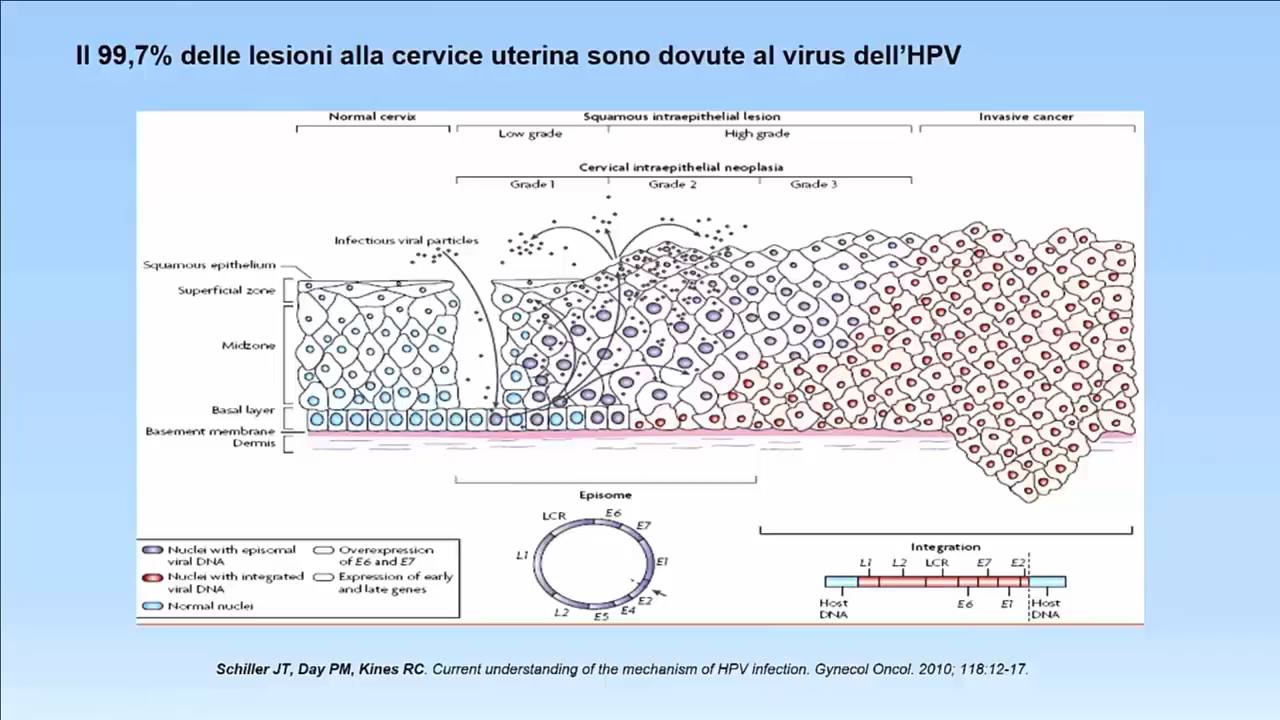 Il 99,7% delle lesioni alla cervice uterina sono dovute al virus dell'HPV
Normal cervix
Squamous intraepithelial lesion
Invasive cancer
Low grade
High grade
Cervical intraepithelial neoplasia
Grade 1
Grade 2
Grade 3
Infectious viral particles
Squamous epithelium
Superficial zone
Midzone
Basal layer
Basement membrane
Dermis
Episome
LCR
E6
E7
L1
E1
L2
E5
E4
E2
Nuclei with episomal
viral DNA
Nuclei with integrated
viral DNA
Normal nuclei
Overexpression
of E6 and E7
Expression of early
and late genes
Integration
L1
L2
LCR
E7
E2
Host
DNA
E6
E1
Host
DNA
Schiller JT, Day PM, Kines RC. Current understanding of the mechanism of HPV infection. Gynecol Oncol. 2010; 118:12-17.